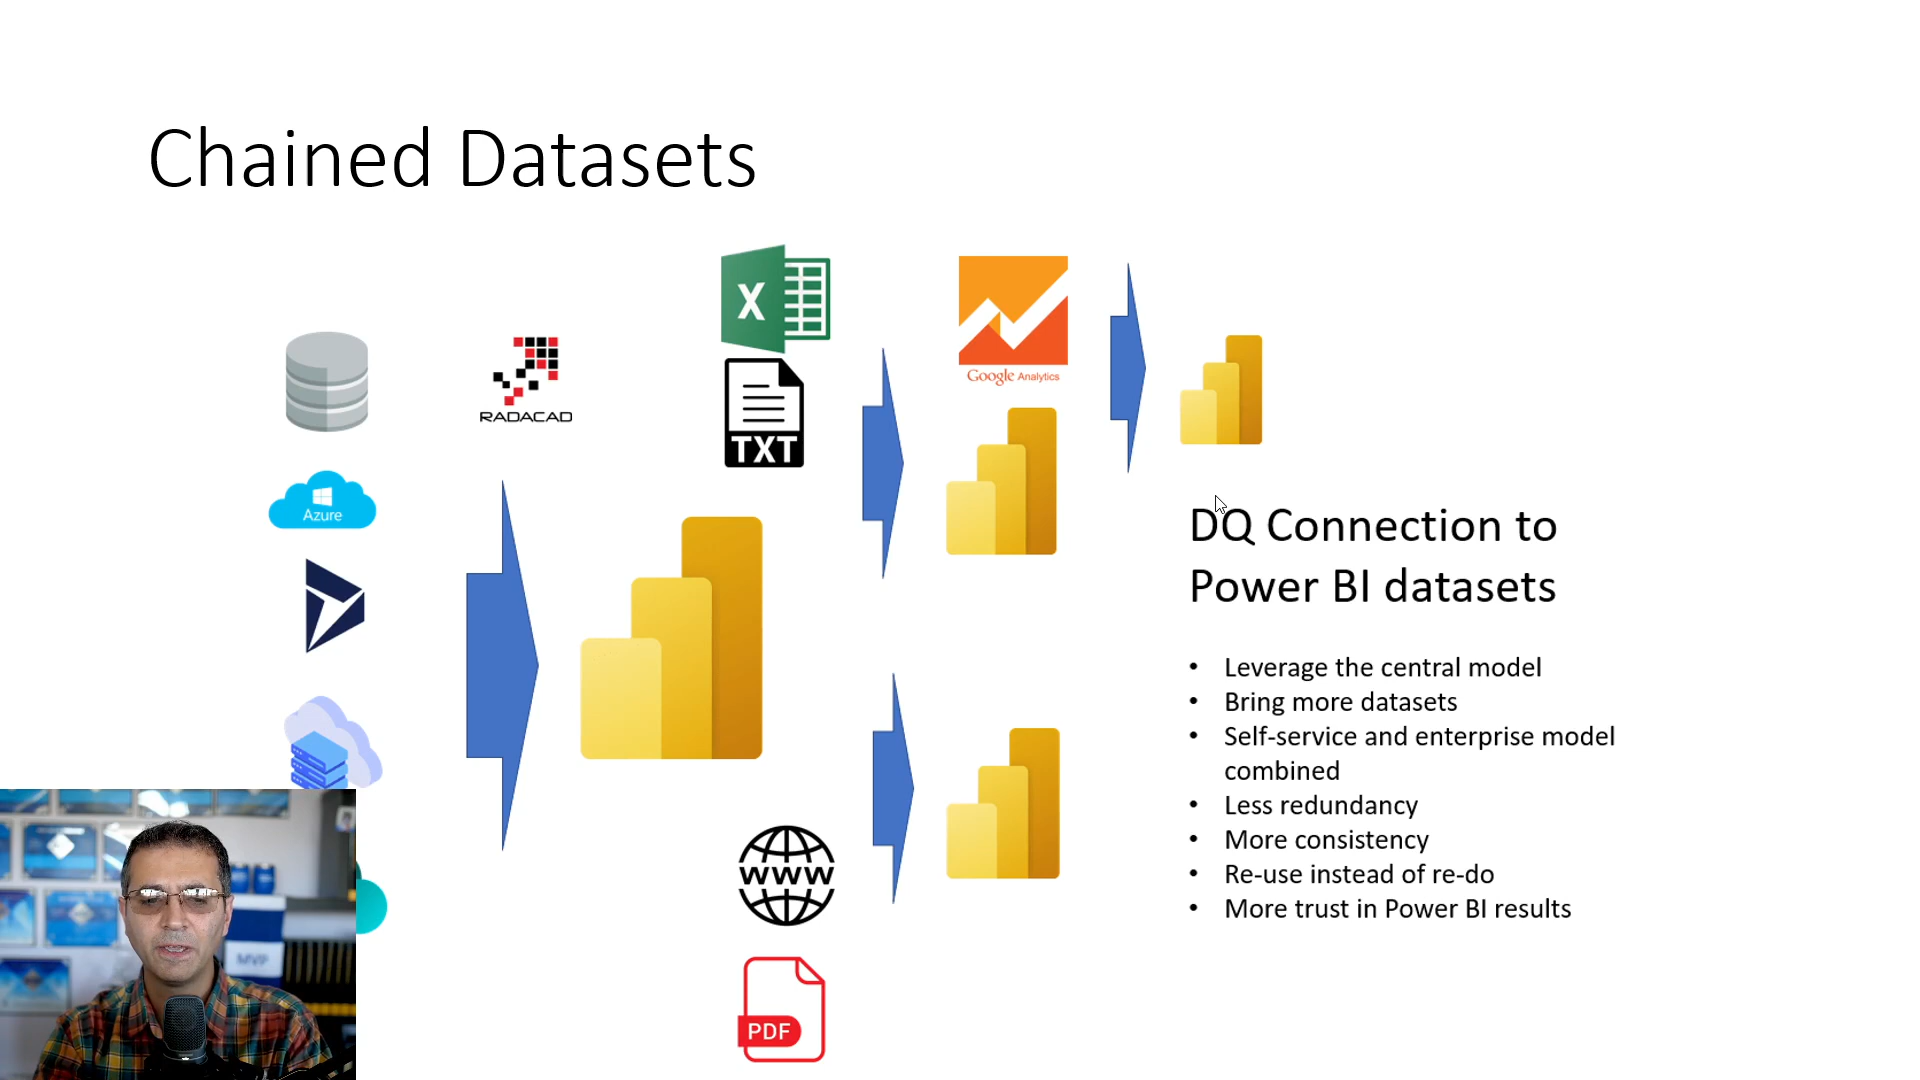 Chained Datasets
X
Google Analytics
RADACAD
TXT
Azure
DQ Connection to
Power BI datasets
• Leverage the central model
• Bring more datasets
• Self-service and enterprise model
combined
• Less redundancy
• More consistency
• Re-use instead of re-do
• More trust in Power BI results
www
MVP
PDF